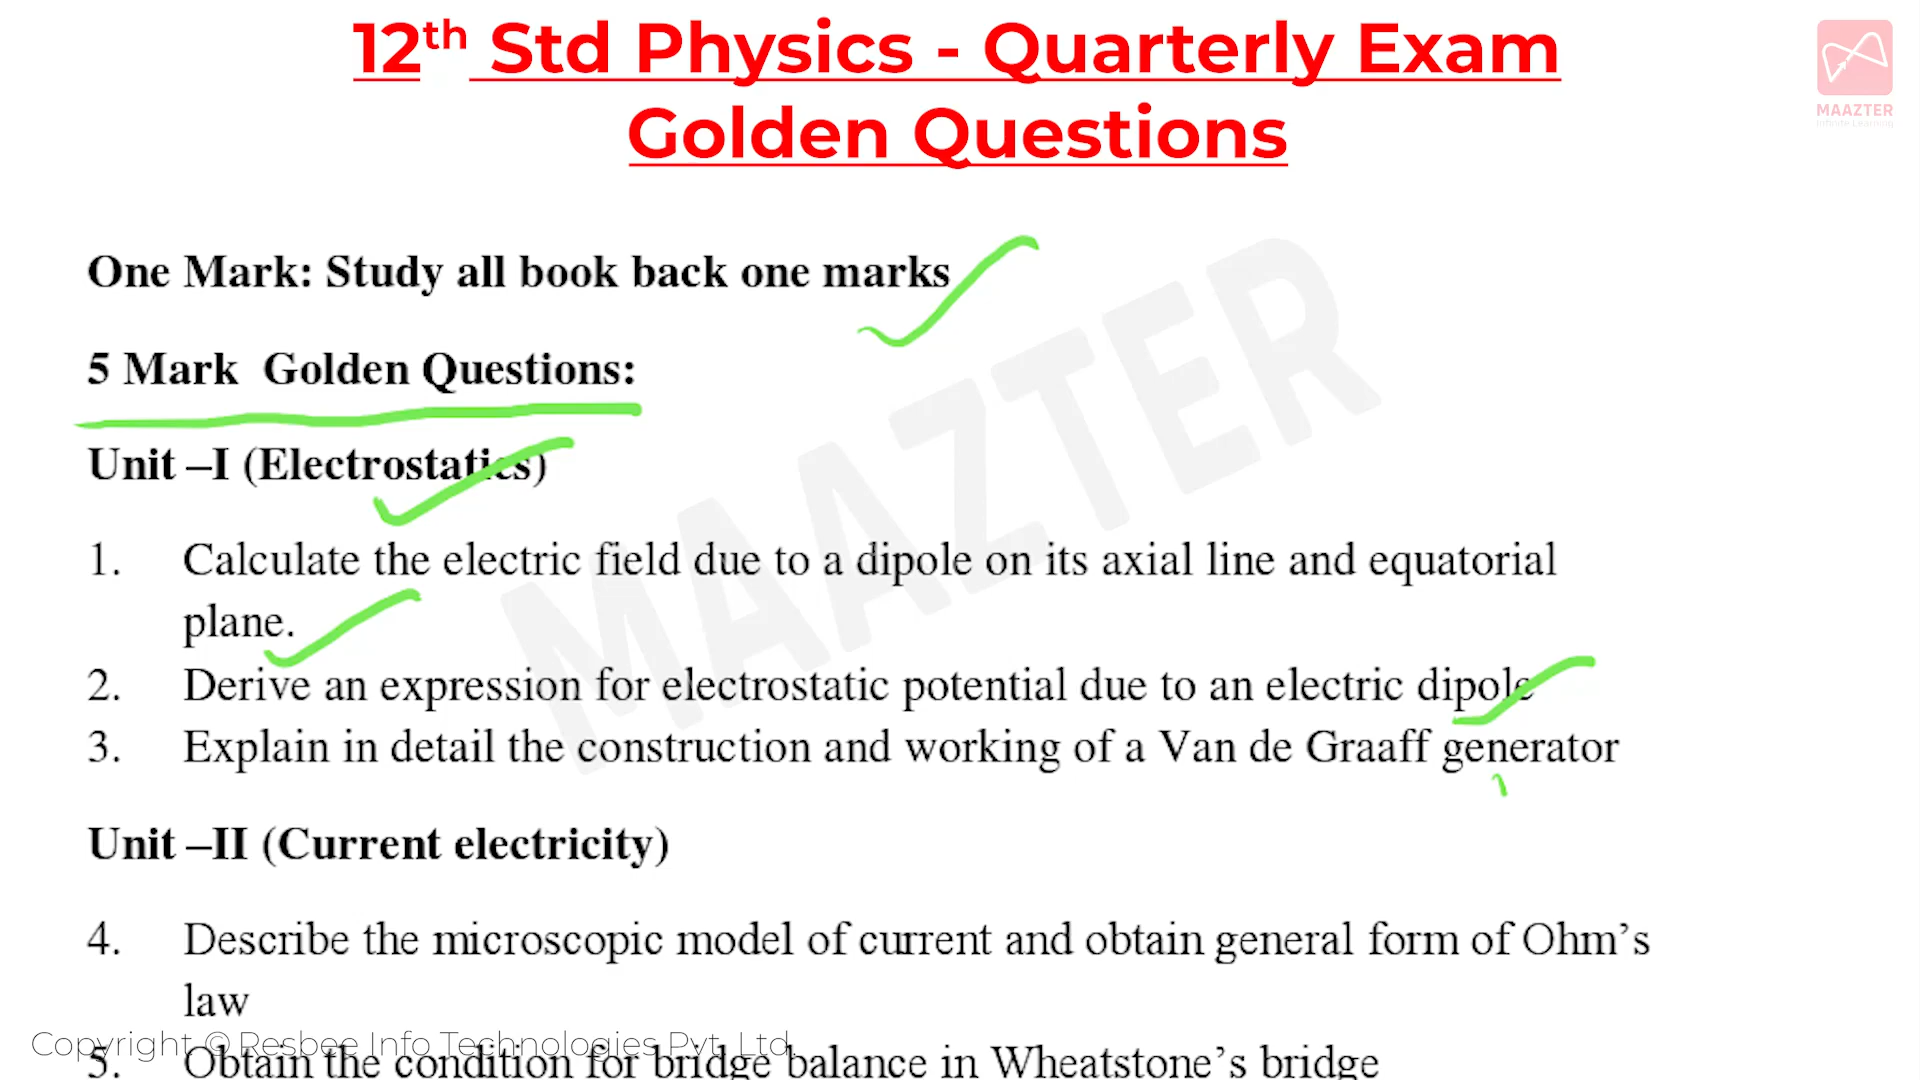 12th Std Physics - Quarterly Exam
Golden Questions
MAAZTER
Infinite Learning
One Mark: Study all book back one marks
5 Mark Golden Questions:
Unit –I (Electrostatics)
1. Calculate the electric field due to a dipole on its axial line and equatorial
plane.
2. Derive an expression for electrostatic potential due to an electric dipole
3. Explain in detail the construction and working of a Van de Graaff generator
MAAZTER
Unit –II (Current electricity)
4. Describe the microscopic model of current and obtain general form of Ohm’s
law
Copyright © Resbee Info Technologies Pvt. Ltd.
5. Obtain the condition for bridge balance in Wheatstone’s bridge